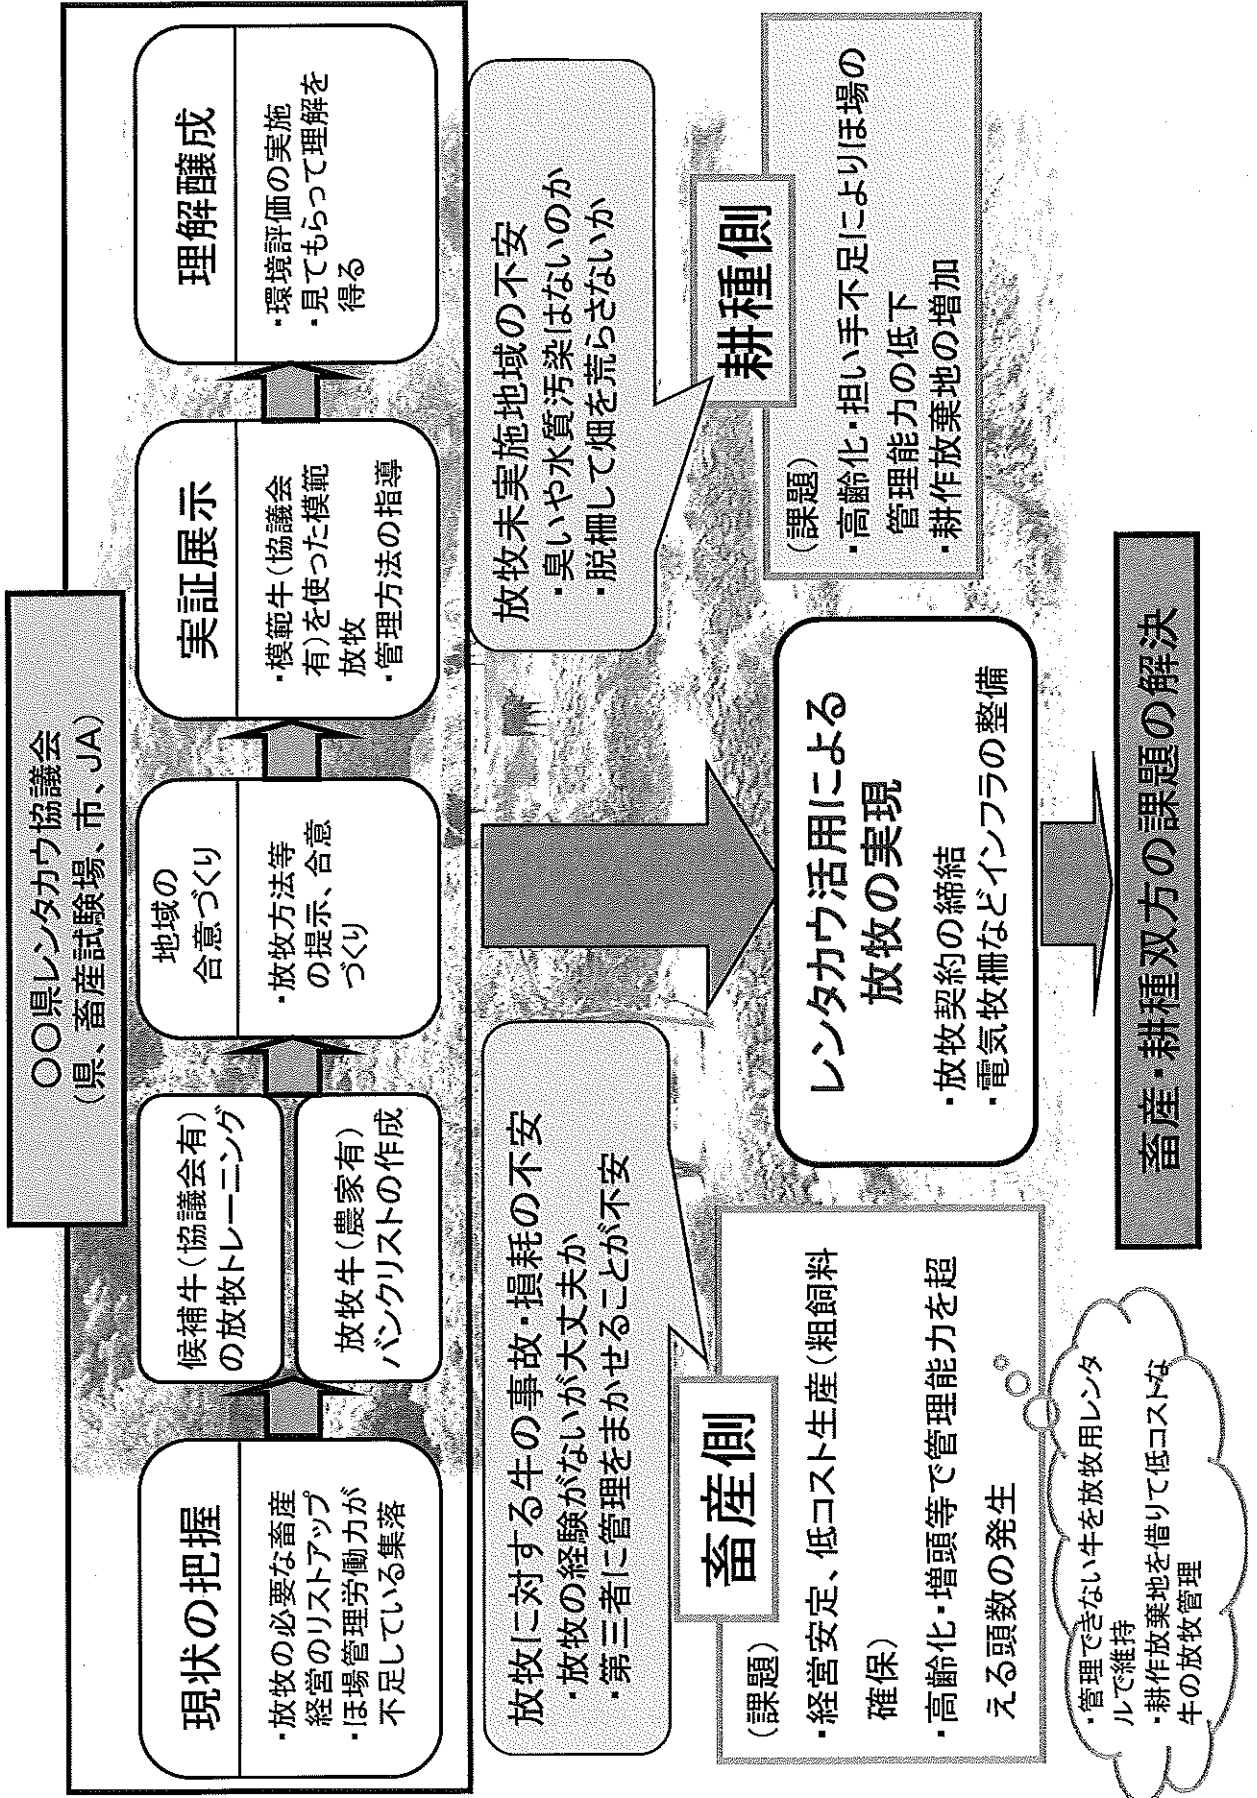 〇〇県レンタカウ協議会
（県、畜産試験場、市、JA）
現状の把握
・放牧の必要な畜産
経営のリストアップ
・ほ場管理労働力が
不足している集落
候補牛（協議会有）
の放牧トレーニング
放牧牛（農家有）
バンクリストの作成
地域の
合意づくり
・放牧方法等
の提示、合意
づくり
実証展示
・模範牛（協議会
有）を使った模範
放牧
・管理方法の指導
理解醸成
・環境評価の実施
・見てもらって理解を
得る
放牧に対する牛の事故・損耗の不安
・放牧の経験がないが大丈夫か
・第三者に管理をまかせることが不安
放牧未実施地域の不安
・臭いや水質汚染はないのか
・脱柵して畑を荒らさないか
畜産側
（課題）
・経営安定、低コスト生産（粗飼料
確保）
・高齢化・増頭等で管理能力を超
える頭数の発生
・管理できない牛を放牧用レンタ
ルで維持
・耕作放棄地を借りて低コストな
牛の放牧管理
レンタカウ活用による
放牧の実現
・放牧契約の締結
・電気牧柵などインフラの整備
耕種側
（課題）
・高齢化・担い手不足によりほ場の
管理能力の低下
・耕作放棄地の増加
畜産・耕種双方の課題の解決